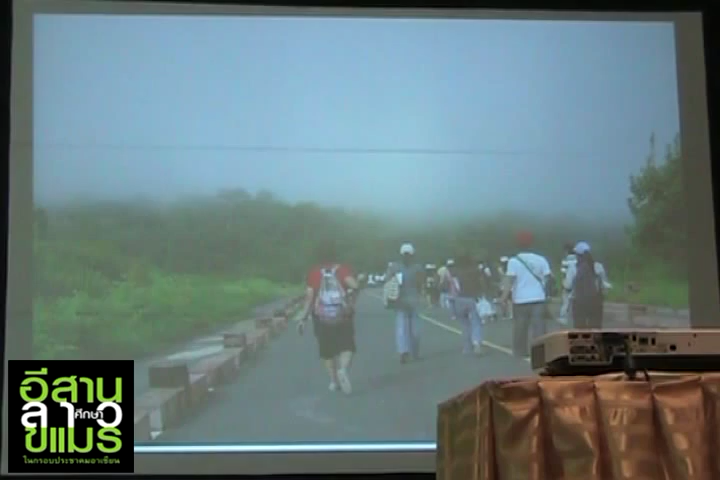 อีสาน
ลาวศึกษา
ขแมร์
ในกรอบประชาคมอาเซียน